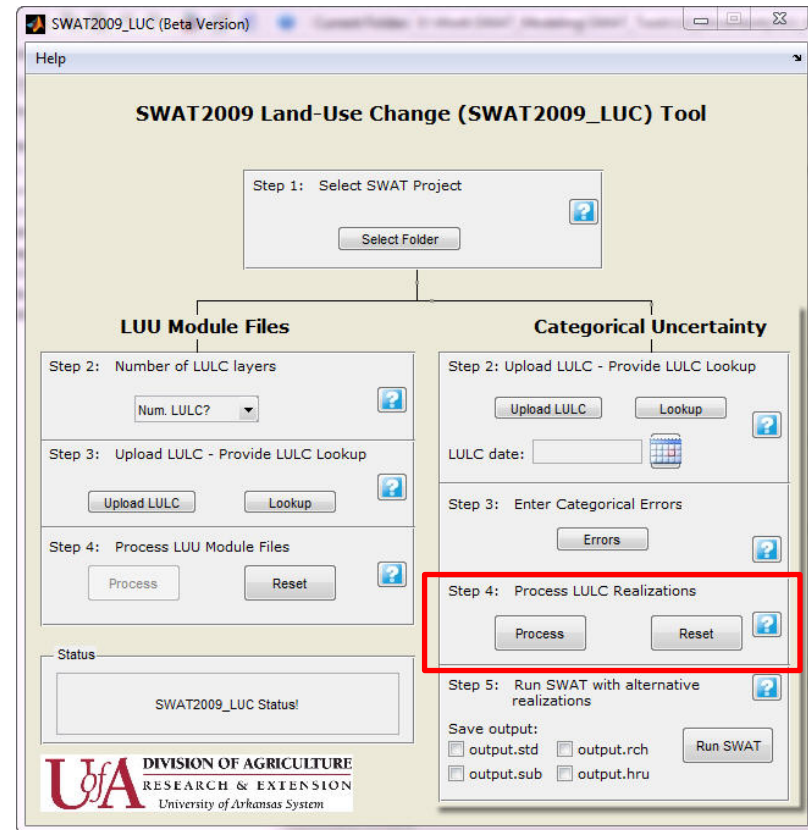 SWAT2009_LUC (Beta Version)
Help
SWAT2009 Land-Use Change (SWAT2009_LUC) Tool
Step 1: Select SWAT Project
Select Folder
LUU Module Files
Step 2: Number of LULC layers
Num. LULC?
Step 3: Upload LULC - Provide LULC Lookup
Upload LULC Lookup
Step 4: Process LUU Module Files
Process Reset
Status
SWAT2009_LUC Status!
UofA
DIVISION OF AGRICULTURE
RESEARCH & EXTENSION
University of Arkansas System
Categorical Uncertainty
Step 2: Upload LULC - Provide LULC Lookup
Upload LULC Lookup
LULC date:
Step 3: Enter Categorical Errors
Errors
Step 4: Process LULC Realizations
Process Reset
Step 5: Run SWAT with alternative
realizations
Save output:
output.std output.rch
Run SWAT
output.sub output.hru